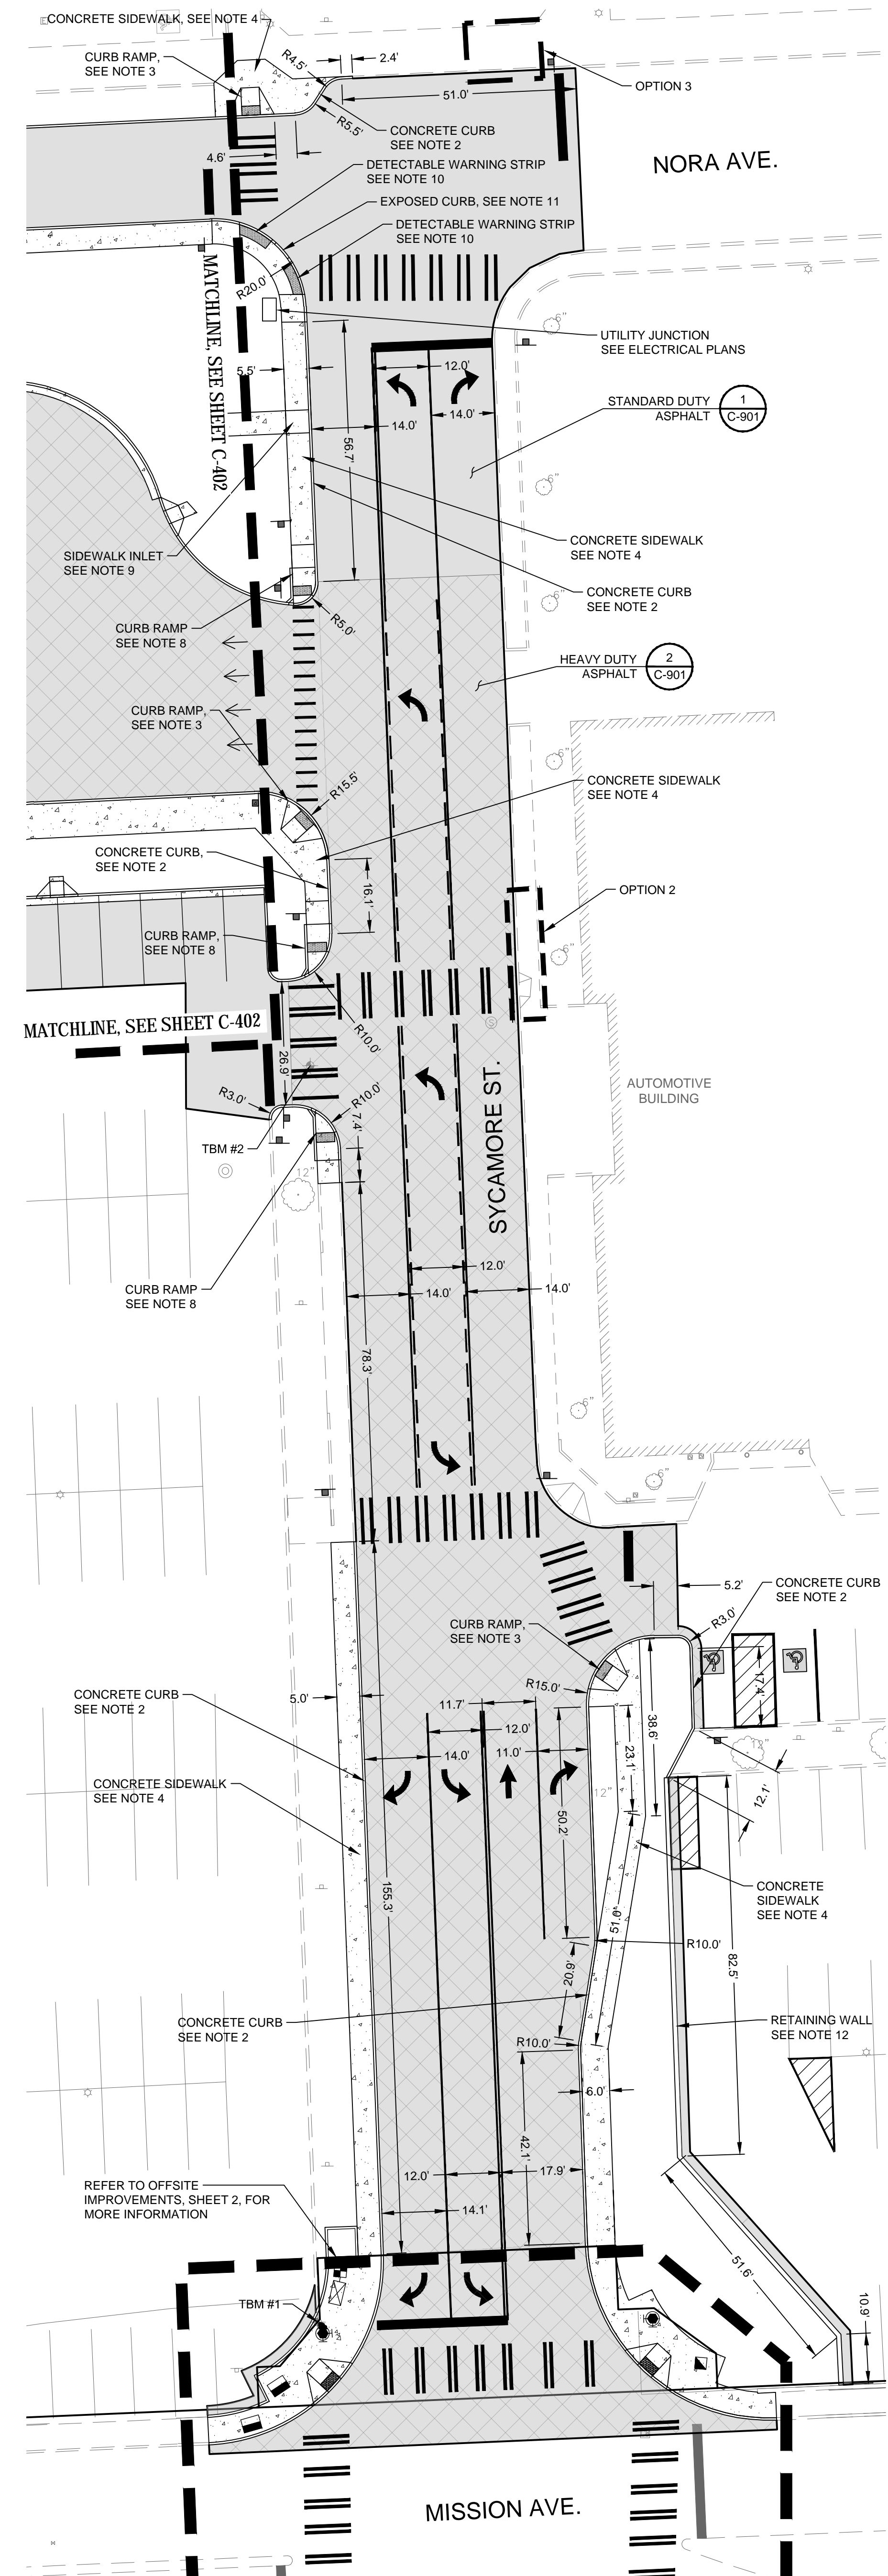 CONCRETE SIDEWALK, SEE NOTE 4
CURB RAMP,
SEE NOTE 3
R4.5'
2.4'
OPTION 3
51.0'
R5.5'
CONCRETE CURB
SEE NOTE 2
4.6'
NORA AVE.
DETECTABLE WARNING STRIP
SEE NOTE 10
EXPOSED CURB, SEE NOTE 11
DETECTABLE WARNING STRIP
SEE NOTE 10
MATCHLINE, SEE SHEET C-402
R20.0'
6"
UTILITY JUNCTION
SEE ELECTRICAL PLANS
5.5'
12.0'
STANDARD DUTY
ASPHALT
1
C-901
14.0'
14.0'
56.7'
6"
CONCRETE SIDEWALK
SEE NOTE 4
SIDEWALK INLET
SEE NOTE 9
CONCRETE CURB
SEE NOTE 2
6"
R5.0'
CURB RAMP
SEE NOTE 8
HEAVY DUTY
ASPHALT
2
C-901
CURB RAMP,
SEE NOTE 3
6"
R15.5'
CONCRETE SIDEWALK
SEE NOTE 4
CONCRETE CURB,
SEE NOTE 2
16.1'
OPTION 2
CURB RAMP,
SEE NOTE 8
6"
MATCHLINE, SEE SHEET C-402
S
R10.0'
26.9'
SYCAMORE ST.
AUTOMOTIVE
BUILDING
R3.0'
R10.0'
7.4'
TBM #2
12"
CURB RAMP
SEE NOTE 8
12.0'
14.0'
14.0'
78.3'
6"
6"
5.2'
CONCRETE CURB
SEE NOTE 2
R3.0'
CURB RAMP,
SEE NOTE 3
17.4'
R15.0'
CONCRETE CURB
SEE NOTE 2
5.0'
11.7'
12.0'
38.6'
14.0'
11.0'
23.1'
12"
CONCRETE SIDEWALK
SEE NOTE 4
12"
12.1'
50.2'
155.3'
CONCRETE
SIDEWALK
SEE NOTE 4
51.0'
R10.0'
82.5'
20.9'
CONCRETE CURB
SEE NOTE 2
RETAINING WALL
SEE NOTE 12
R10.0'
6.0'
42.1'
12.0'
17.9'
REFER TO OFFSITE
IMPROVEMENTS, SHEET 2, FOR
MORE INFORMATION
14.1'
51.6'
TBM #1
10.9'
MISSION AVE.